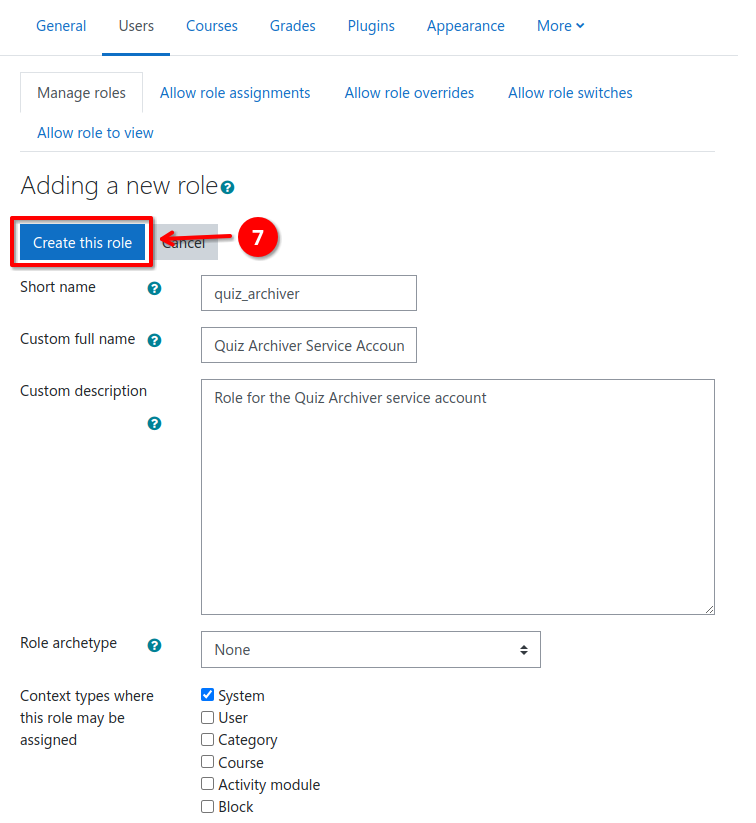 General Users Courses Grades Plugins Appearance More
Manage roles Allow role assignments Allow role overrides Allow role switches
Allow role to view
Adding a new role ?
Create this role Cancel 7
Short name ? quiz_archiver
Custom full name ? Quiz Archiver Service Accoun
Custom description Role for the Quiz Archiver service account
?
Role archetype ? None
Context types where System
this role may be User
assigned Category
Course
Activity module
Block